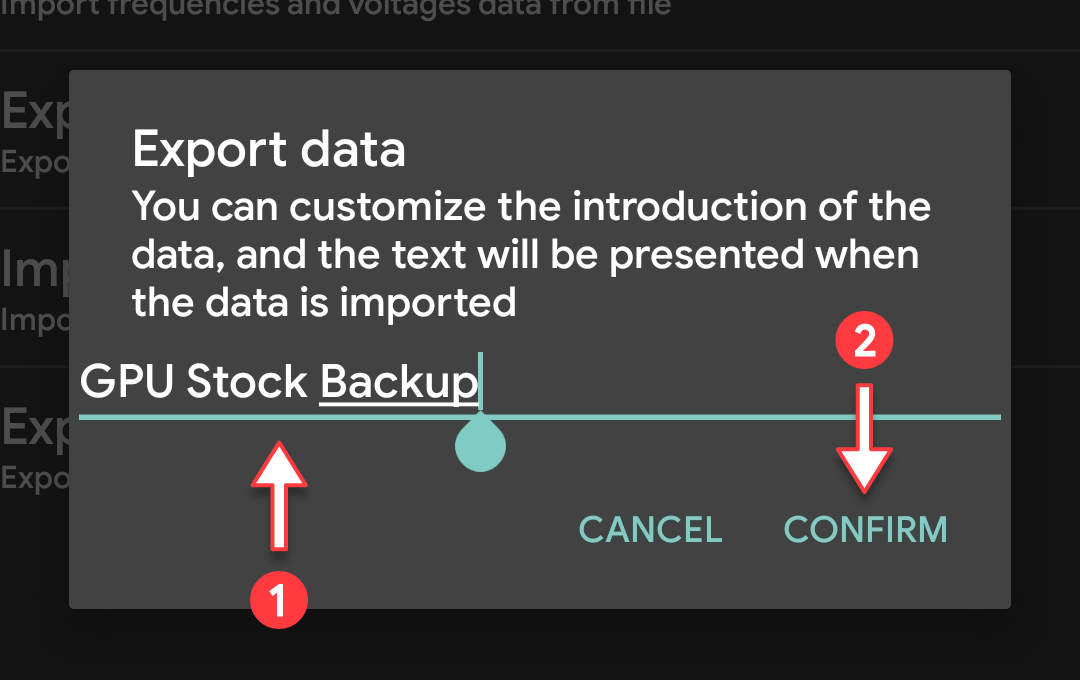 Import frequencies and voltages data from file
Exp
Expo
Export data
You can customize the introduction of the
data, and the text will be presented when
the data is imported
Imp
Impo
GPU Stock Backup
2
Exp
Expo
CANCEL CONFIRM
1